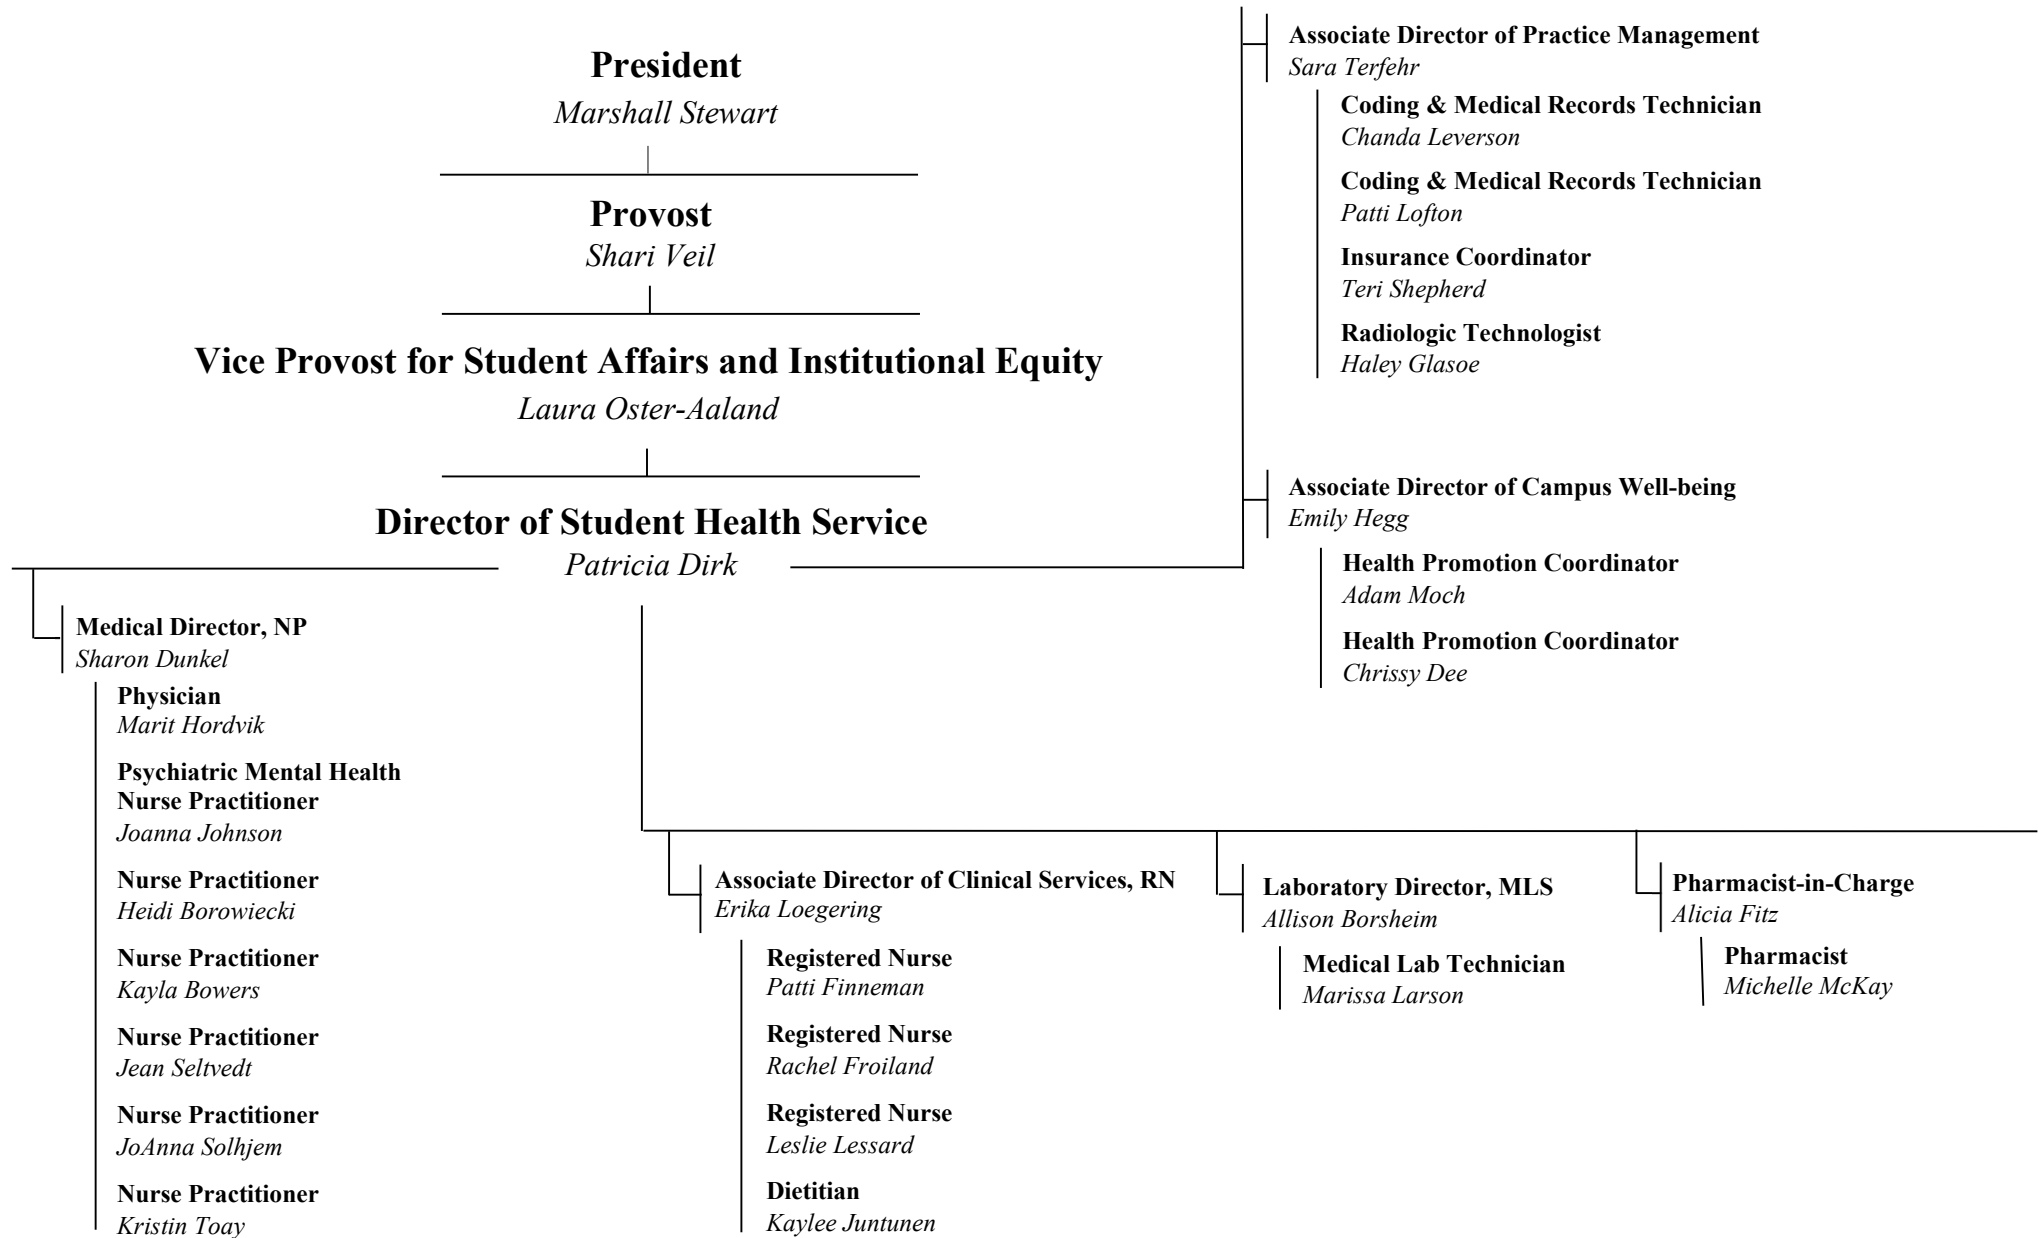 President
Marshall Stewart
Provost
Shari Veil
Vice Provost for Student Affairs and Institutional Equity
Laura Oster-Aaland
Director of Student Health Service
Patricia Dirk
Medical Director, NP
Sharon Dunkel
Physician
Marit Hordvik
Psychiatric Mental Health
Nurse Practitioner
Joanna Johnson
Nurse Practitioner
Heidi Borowiecki
Nurse Practitioner
Kayla Bowers
Nurse Practitioner
Jean Seltvedt
Nurse Practitioner
JoAnna Solhjem
Nurse Practitioner
Kristin Toay
Associate Director of Clinical Services, RN
Erika Loegering
Registered Nurse
Patti Finneman
Registered Nurse
Rachel Froiland
Registered Nurse
Leslie Lessard
Dietitian
Kaylee Juntunen
Laboratory Director, MLS
Allison Borsheim
Medical Lab Technician
Marissa Larson
Pharmacist-in-Charge
Alicia Fitz
Pharmacist
Michelle McKay
Associate Director of Practice Management
Sara Terfehr
Coding & Medical Records Technician
Chanda Leverson
Coding & Medical Records Technician
Patti Lofton
Insurance Coordinator
Teri Shepherd
Radiologic Technologist
Haley Glasoe
Associate Director of Campus Well-being
Emily Hegg
Health Promotion Coordinator
Adam Moch
Health Promotion Coordinator
Chrissy Dee